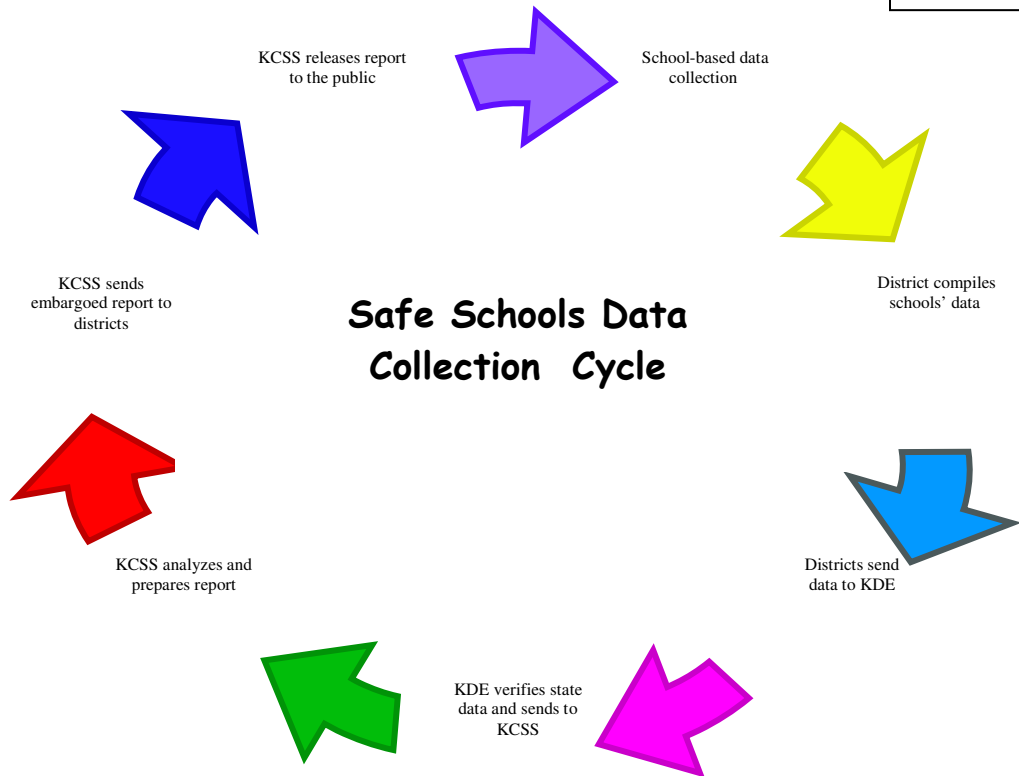 KCSS releases report
to the public
School-based data
collection
District compiles
schools’ data
Districts send
data to KDE
KDE verifies state
data and sends to
KCSS
KCSS analyzes and
prepares report
KCSS sends
embargoed report to
districts
Safe Schools Data
Collection Cycle